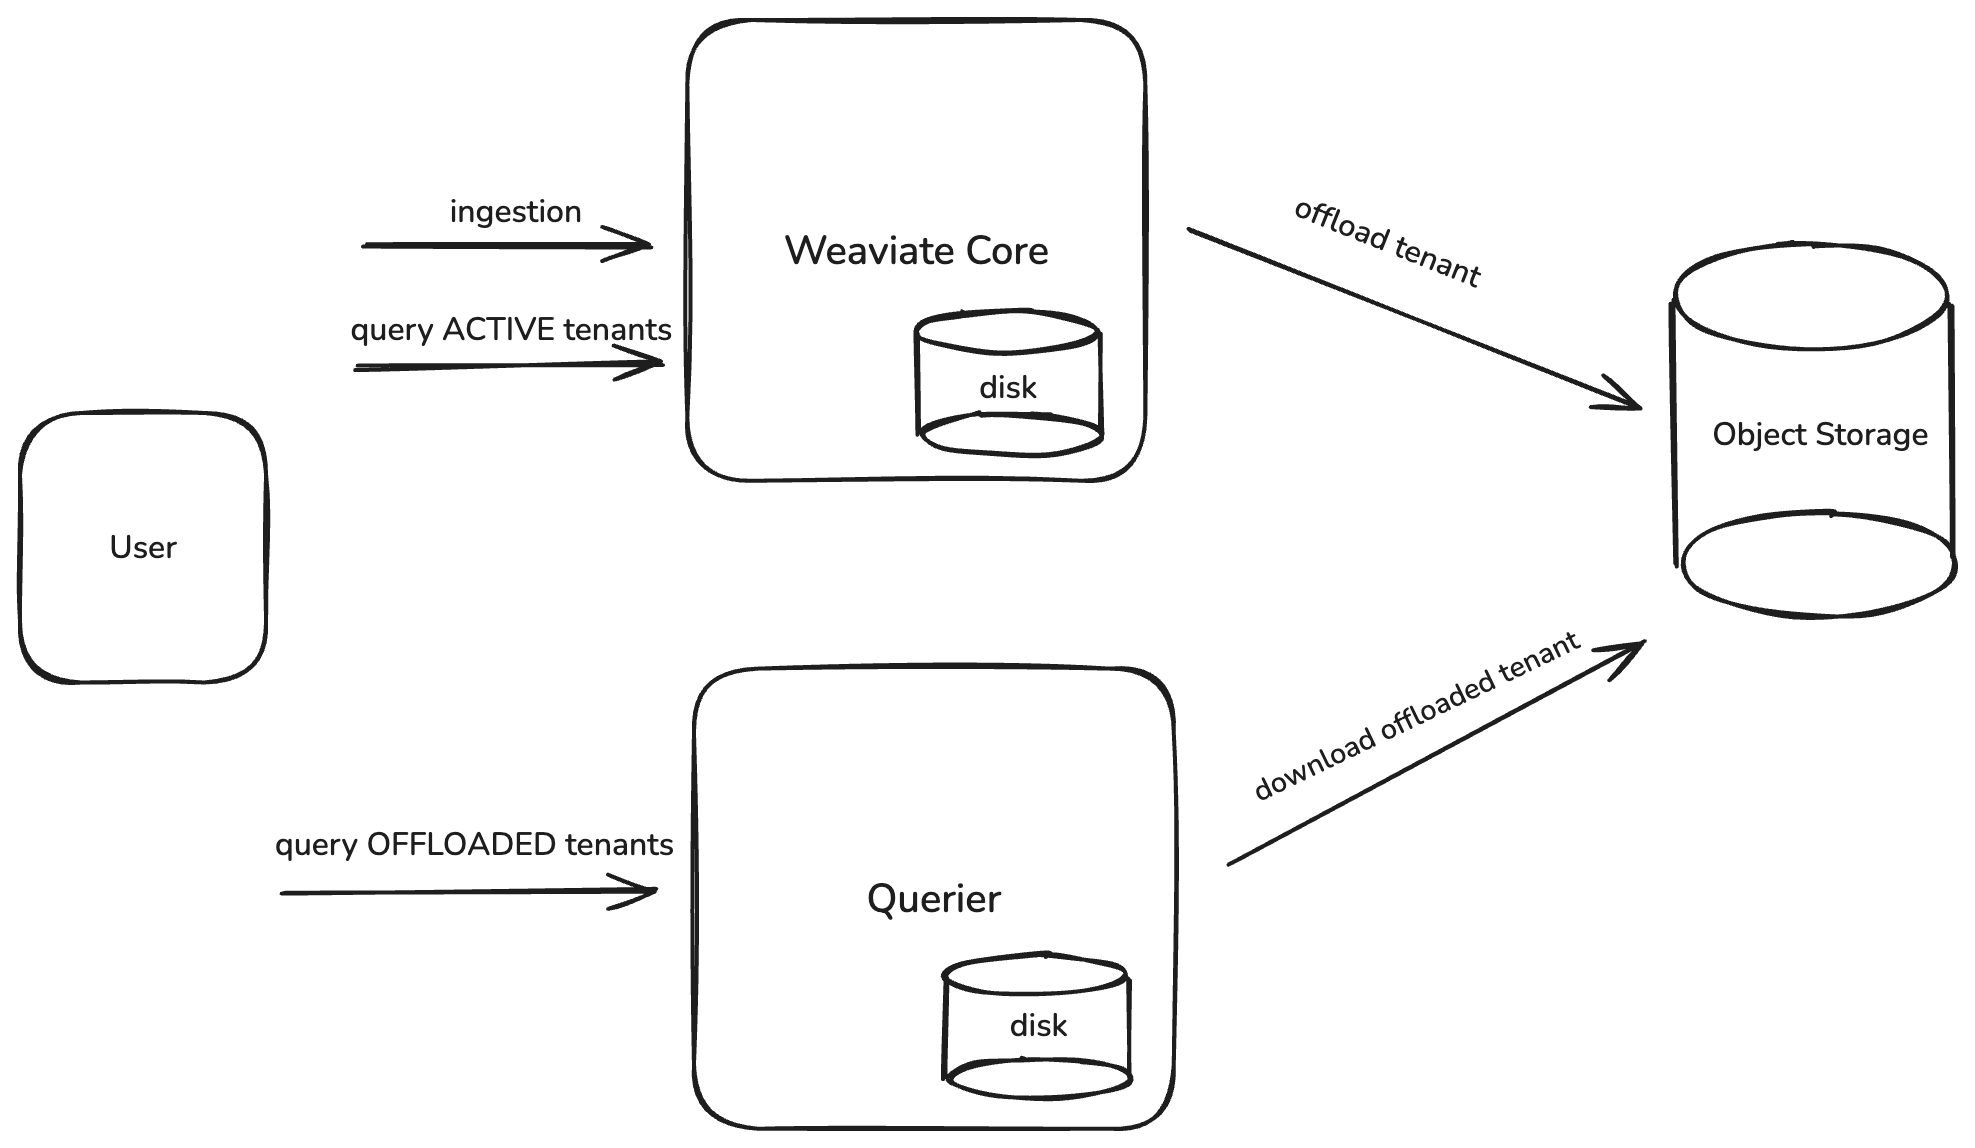 ingestion
Weaviate Core
offload tenant
query ACTIVE tenants
disk
Object Storage
User
download offloaded tenant
query OFFLOADED tenants
Querier
disk